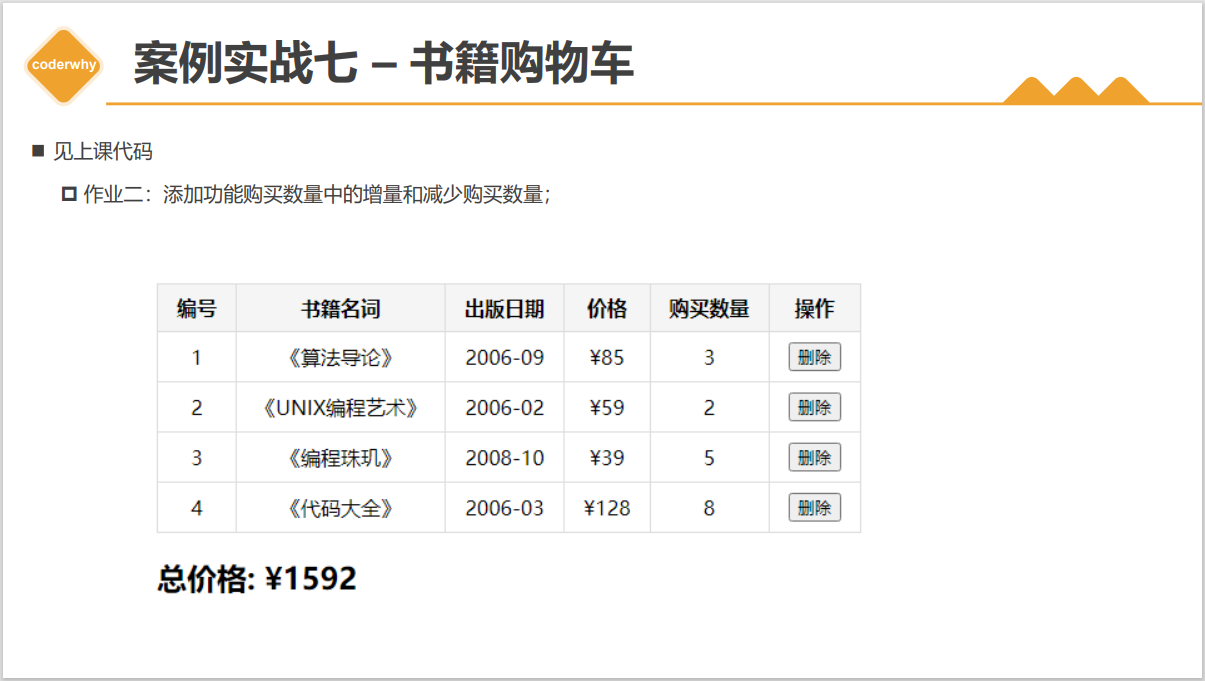 coderwhy
案例实战七 – 书籍购物车
见上课代码
作业二：添加功能购买数量中的增量和减少购买数量；
编号 书籍名词 出版日期 价格 购买数量 操作
1 《算法导论》 2006-09 ¥85 3 删除
2 《UNIX编程艺术》 2006-02 ¥59 2 删除
3 《编程珠玑》 2008-10 ¥39 5 删除
4 《代码大全》 2006-03 ¥128 8 删除
总价格: ¥1592